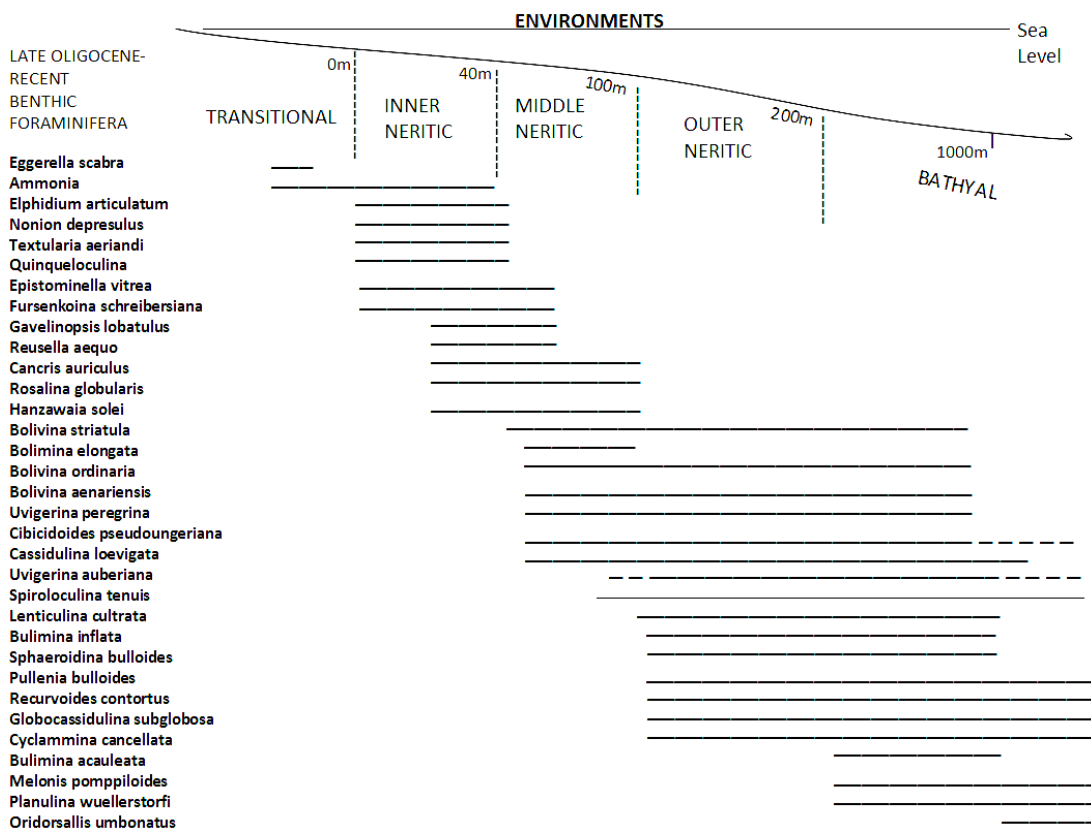 ENVIRONMENTS
Sea
Level
LATE OLIGOCENE-
RECENT
BENTHIC
FORAMINIFERA
0m
40m
100m
200m
1000m
TRANSITIONAL
INNER
NERITIC
MIDDLE
NERITIC
OUTER
NERITIC
BATHYAL
Eggerella scabra
Ammonia
Elphidium articulatum
Nonion depresulus
Textularia aeriandi
Quinqueloculina
Epistominella vitrea
Fursenkoina schreibersiana
Gavelinopsis lobatulus
Reusella aequo
Cancris auriculus
Rosalina globularis
Hanzawaia solei
Bolivina striatula
Bolimina elongata
Bolivina ordinaria
Bolivina aenariensis
Uvigerina peregrina
Cibicidoides pseudoungeriana
Cassidulina loevigata
Uvigerina auberiana
Spiroloculina tenuis
Lenticulina cultrata
Bulimina inflata
Sphaeroidina bulloides
Pullenia bulloides
Recurvoides contortus
Globocassidulina subglobosa
Cyclammina cancellata
Bulimina acauleata
Melonis pomppiloides
Planulina wuellerstorfi
Oridorsallis umbonatus